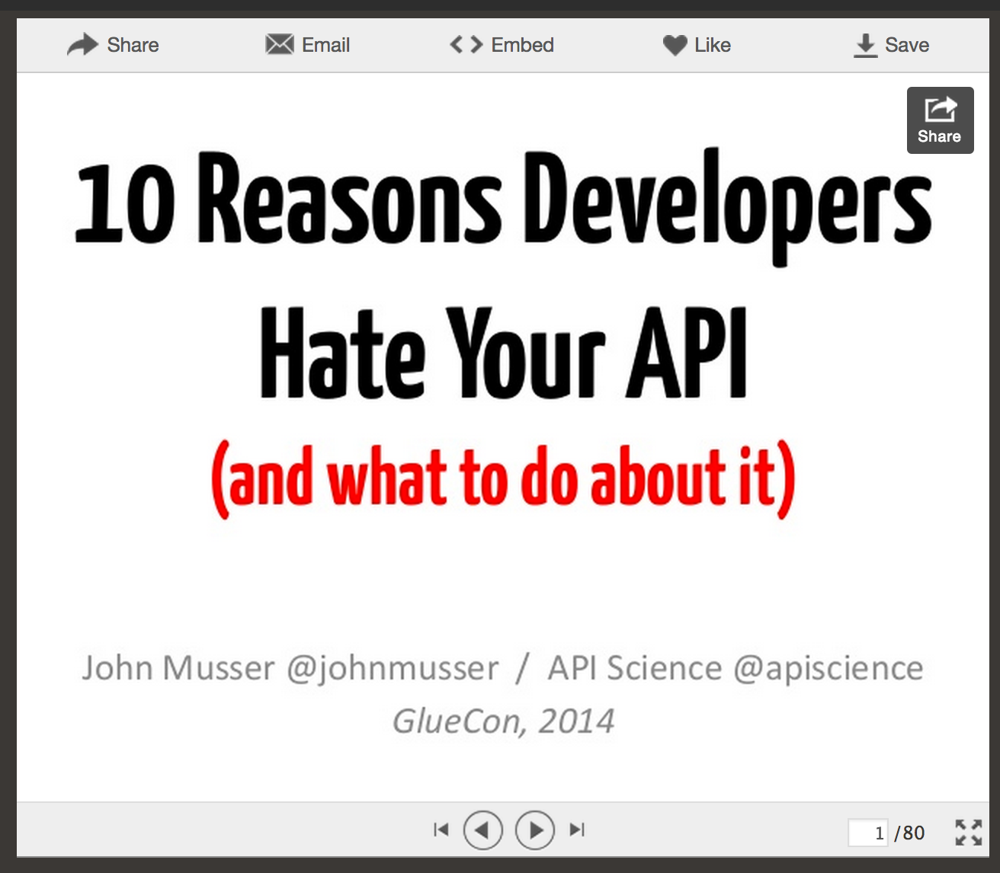 Share Email Embed Like Save
Share
10 Reasons Developers
Hate Your API
(and what to do about it)
John Musser @johnmusser / API Science @apiscience
GlueCon, 2014
1 /80